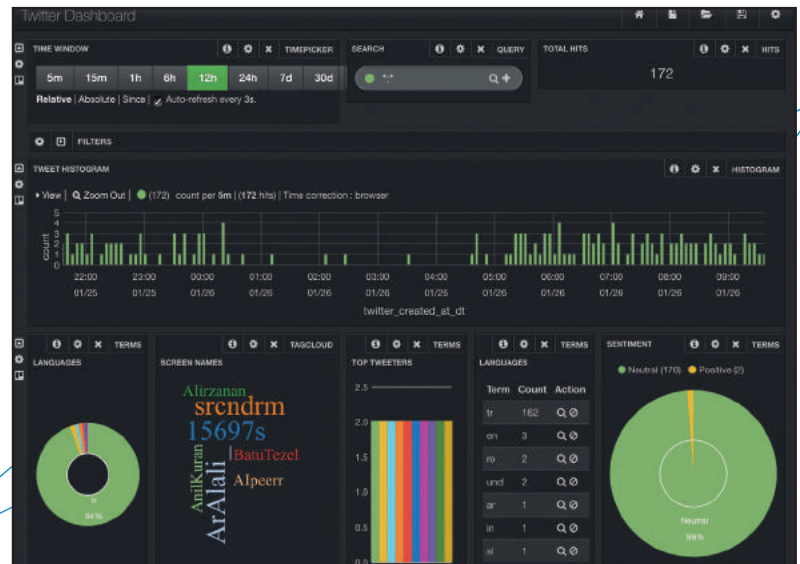 Twitter Dashboard
TIME WINDOW
TIMEPICKER
5m 15m 1h 6h 12h 24h 7d 30d
Relative | Absolute | Since | Auto-refresh every 3s.
SEARCH
QUERY
*:*
TOTAL HITS
HITS
172
FILTERS
TWEET HISTOGRAM
HISTOGRAM
View | Zoom Out | (172) count per 5m | (172 hits) | Time correction : browser
count
5
4
3
2
1
0
22:00 23:00 00:00 01:00 02:00 03:00 04:00 05:00 06:00 07:00 08:00 09:00
01/25 01/25 01/26 01/26 01/26 01/26 01/26 01/26 01/26 01/26 01/26 01/26
twitter_created_at_dt
TERMS
LANGUAGES
tr
94%
TAGCLOUD
SCREEN NAMES
Alirzanan
srcndrm
15697s
BatuTezel
AnilKuran
ArAlali
AIpeerr
TERMS
TOP TWEETERS
2.5
2.0
1.5
1.0
0.5
0.0
TERMS
LANGUAGES
Term Count Action
tr 162
en 3
ro 2
und 2
ar 1
in 1
sl 1
SENTIMENT
TERMS
Neutral (170) Positive (2)
Neutral
99%